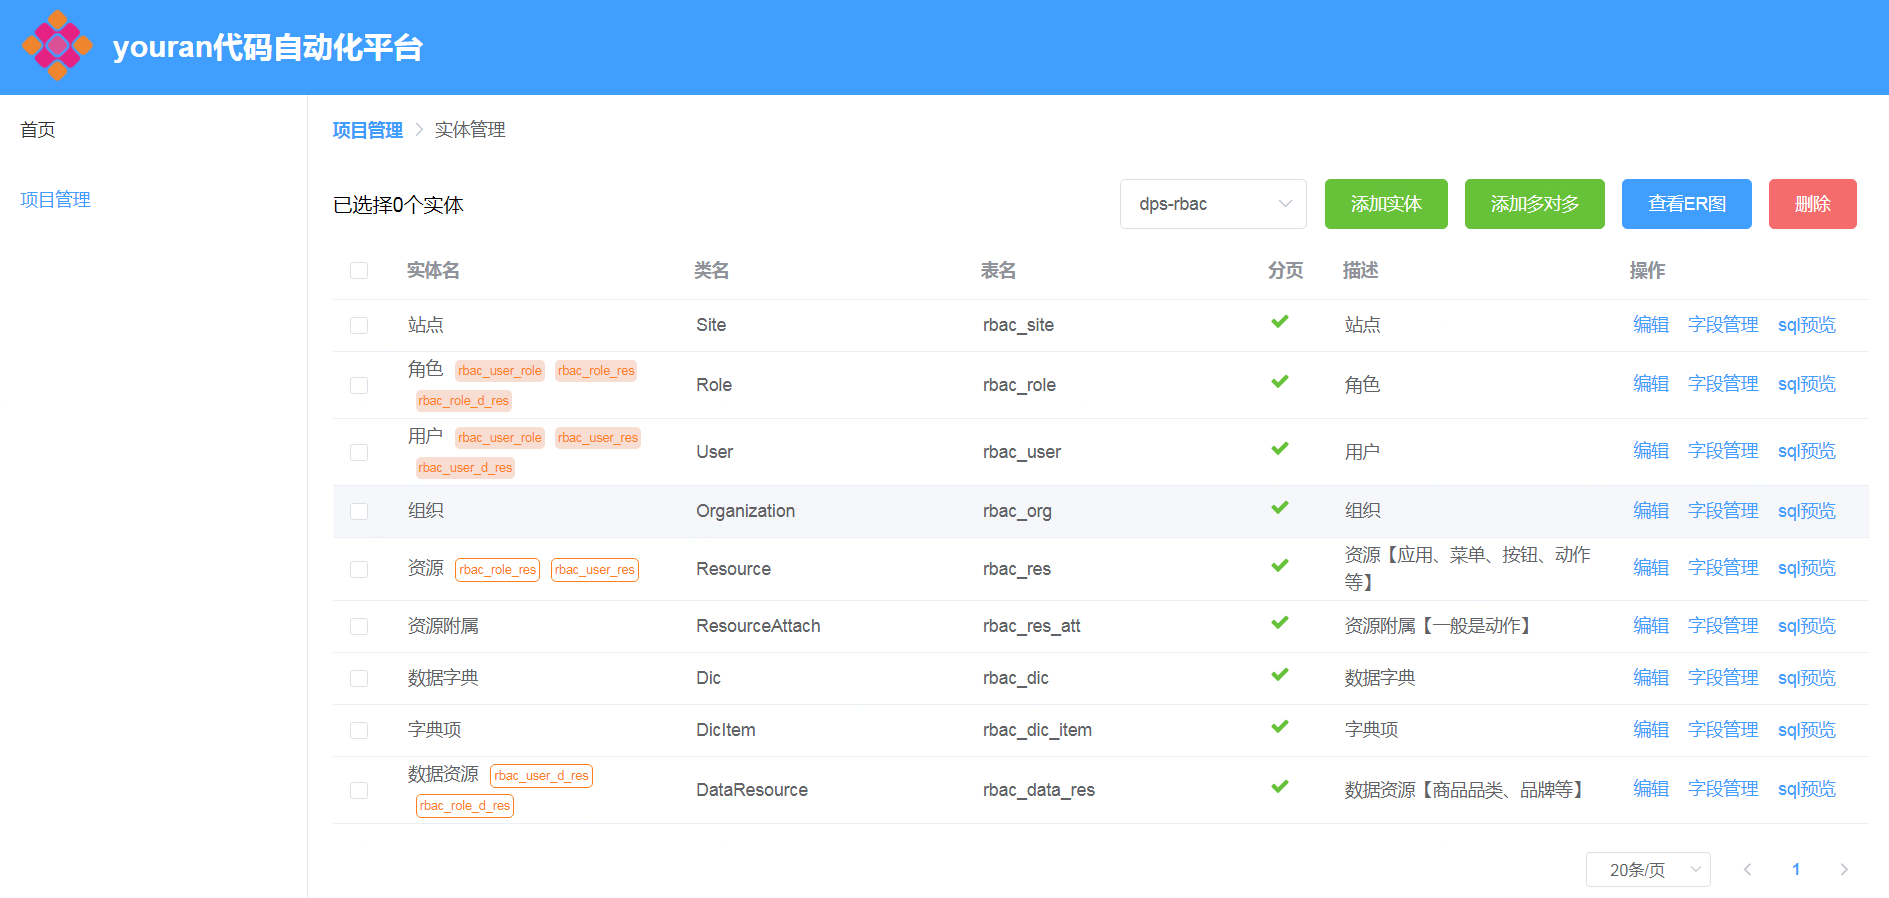 youran代码自动化平台
首页
项目管理
项目管理 实体管理
已选择0个实体 dps-rbac 添加实体 添加多对多 查看ER图 删除
实体名 类名 表名 分页 描述 操作
站点 Site rbac_site 站点 编辑 字段管理 sql预览
角色 rbac_user_role rbac_role_res
rbac_role_d_res
Role rbac_role 角色 编辑 字段管理 sql预览
用户 rbac_user_role rbac_user_res
rbac_user_d_res
User rbac_user 用户 编辑 字段管理 sql预览
组织 Organization rbac_org 组织 编辑 字段管理 sql预览
资源 rbac_role_res rbac_user_res Resource rbac_res 资源【应用、菜单、按钮、动作
等】
编辑 字段管理 sql预览
资源附属 ResourceAttach rbac_res_att 资源附属【一般是动作】 编辑 字段管理 sql预览
数据字典 Dic rbac_dic 数据字典 编辑 字段管理 sql预览
字典项 DicItem rbac_dic_item 字典项 编辑 字段管理 sql预览
数据资源 rbac_user_d_res
rbac_role_d_res
DataResource rbac_data_res 数据资源【商品品类、品牌等】 编辑 字段管理 sql预览
20条/页 1